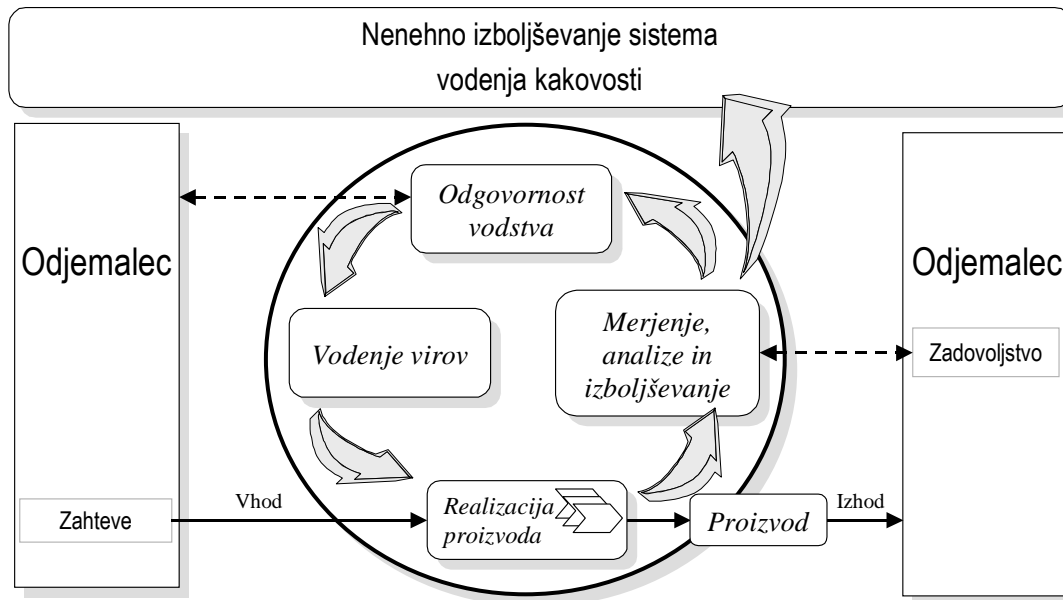 Nenehno izboljševanje sistema
vodenja kakovosti
Odjemalec
Zahteve
Vhod
Odgovornost
vodstva
Vodenje virov
Merjenje,
analize in
izboljševanje
Realizacija
proizvoda
Proizvod
Izhod
Odjemalec
Zadovoljstvo